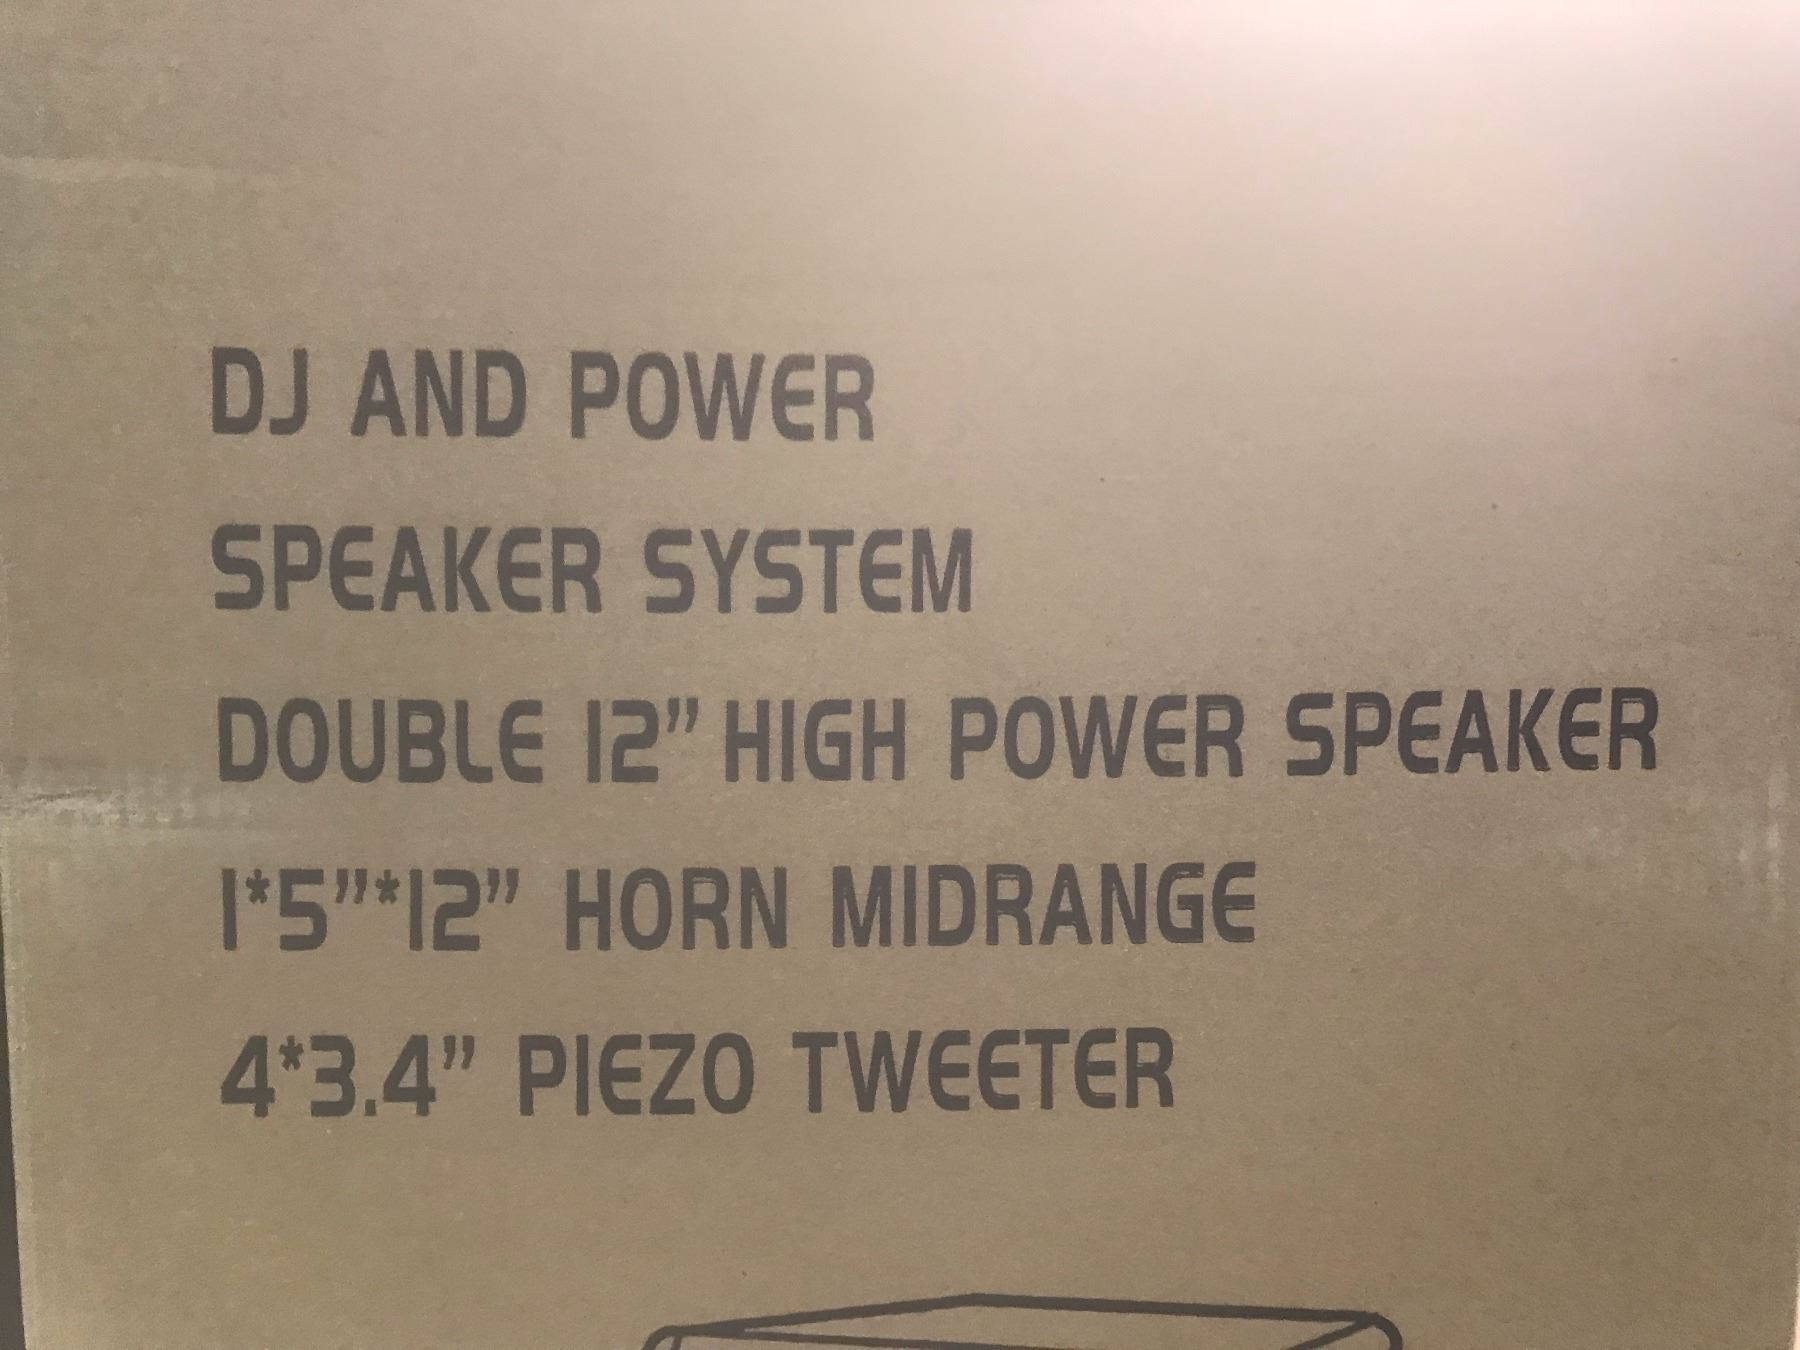 DJ AND POWER
SPEAKER SYSTEM
DOUBLE 12” HIGH POWER SPEAKER
1*5”*12” HORN MIDRANGE
4*3.4” PIEZO TWEETER